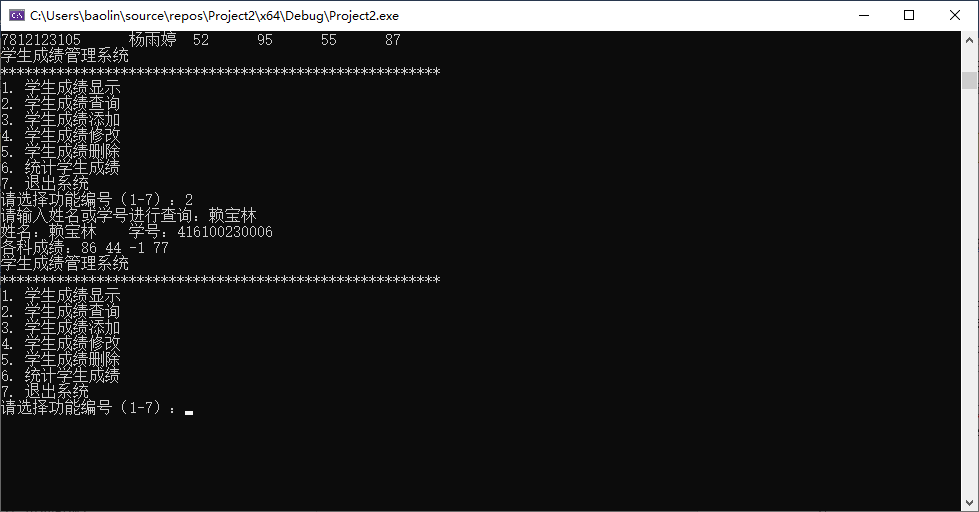 C:\Users\baolin\source\repos\Project2\x64\Debug\Project2.exe
7812123105 杨雨婷 52 95 55 87
学生成绩管理系统
*******************************************************
1. 学生成绩显示
2. 学生成绩查询
3. 学生成绩添加
4. 学生成绩修改
5. 学生成绩删除
6. 统计学生成绩
7. 退出系统
请选择功能编号（1-7）：2
请输入姓名或学号进行查询：赖宝林
姓名：赖宝林 学号：416100230006
各科成绩：86 44 -1 77
学生成绩管理系统
*******************************************************
1. 学生成绩显示
2. 学生成绩查询
3. 学生成绩添加
4. 学生成绩修改
5. 学生成绩删除
6. 统计学生成绩
7. 退出系统
请选择功能编号（1-7）：